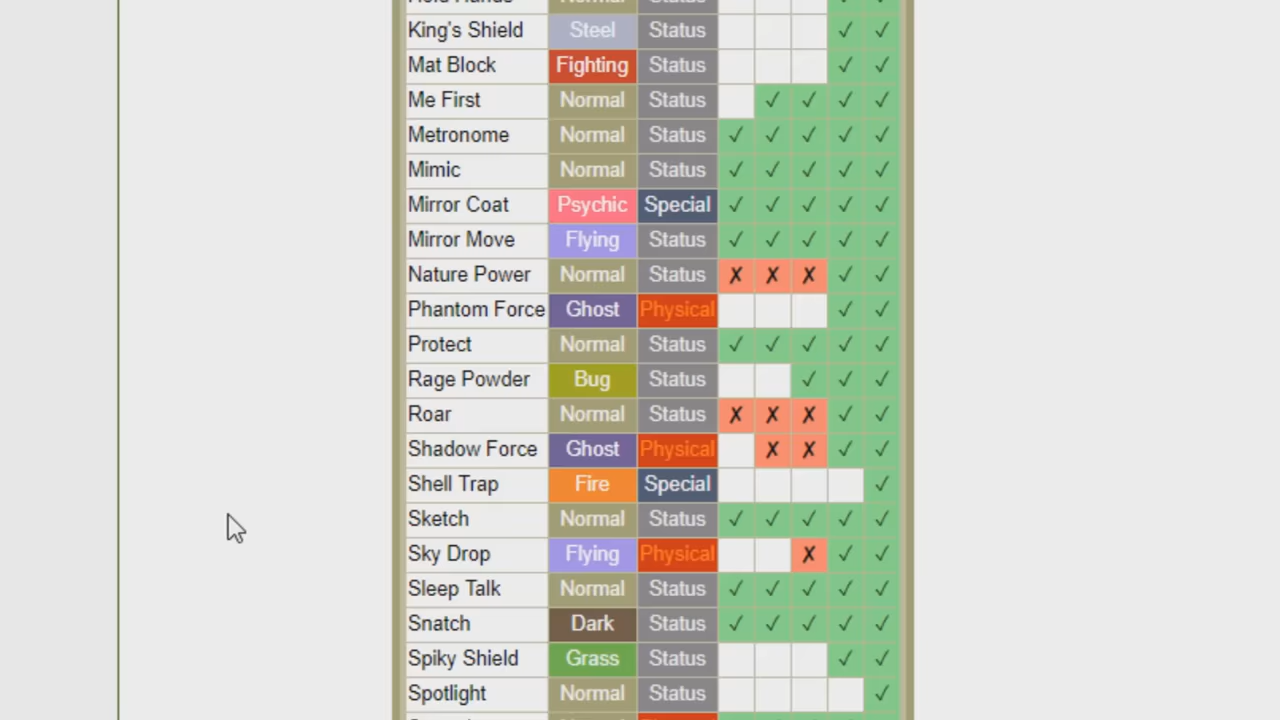 King's Shield Steel Status ✓ ✓
Mat Block Fighting Status ✓ ✓
Me First Normal Status ✓ ✓ ✓ ✓
Metronome Normal Status ✓ ✓ ✓ ✓ ✓
Mimic Normal Status ✓ ✓ ✓ ✓ ✓
Mirror Coat Psychic Special ✓ ✓ ✓ ✓ ✓
Mirror Move Flying Status ✓ ✓ ✓ ✓ ✓
Nature Power Normal Status ✗ ✗ ✗ ✓ ✓
Phantom Force Ghost Physical ✓ ✓
Protect Normal Status ✓ ✓ ✓ ✓ ✓
Rage Powder Bug Status ✓ ✓ ✓
Roar Normal Status ✗ ✗ ✗ ✓ ✓
Shadow Force Ghost Physical ✗ ✗ ✓ ✓
Shell Trap Fire Special ✓
Sketch Normal Status ✓ ✓ ✓ ✓ ✓
Sky Drop Flying Physical ✗ ✓ ✓
Sleep Talk Normal Status ✓ ✓ ✓ ✓ ✓
Snatch Dark Status ✓ ✓ ✓ ✓ ✓
Spiky Shield Grass Status ✓ ✓
Spotlight Normal Status ✓